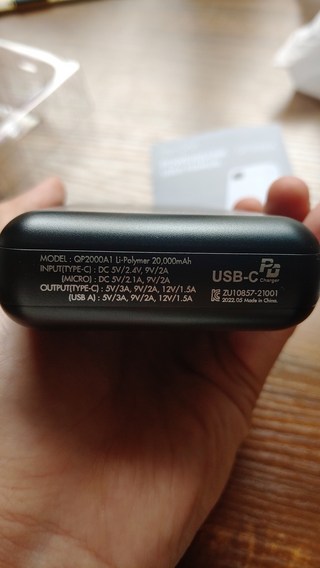 MODEL : QP2000A1 Li-Polymer 20,000mAh
INPUT(TYPE-C) : DC 5V/2.4V, 9V/2A
(MICRO) : DC 5V/2.1A, 9V/2A
OUTPUT(TYPE-C) : 5V/3A, 9V/2A, 12V/1.5A
(USB A) : 5V/3A, 9V/2A, 12V/1.5A
USB-C PD Charger
ZU10857-21001
2022.05 Made in China